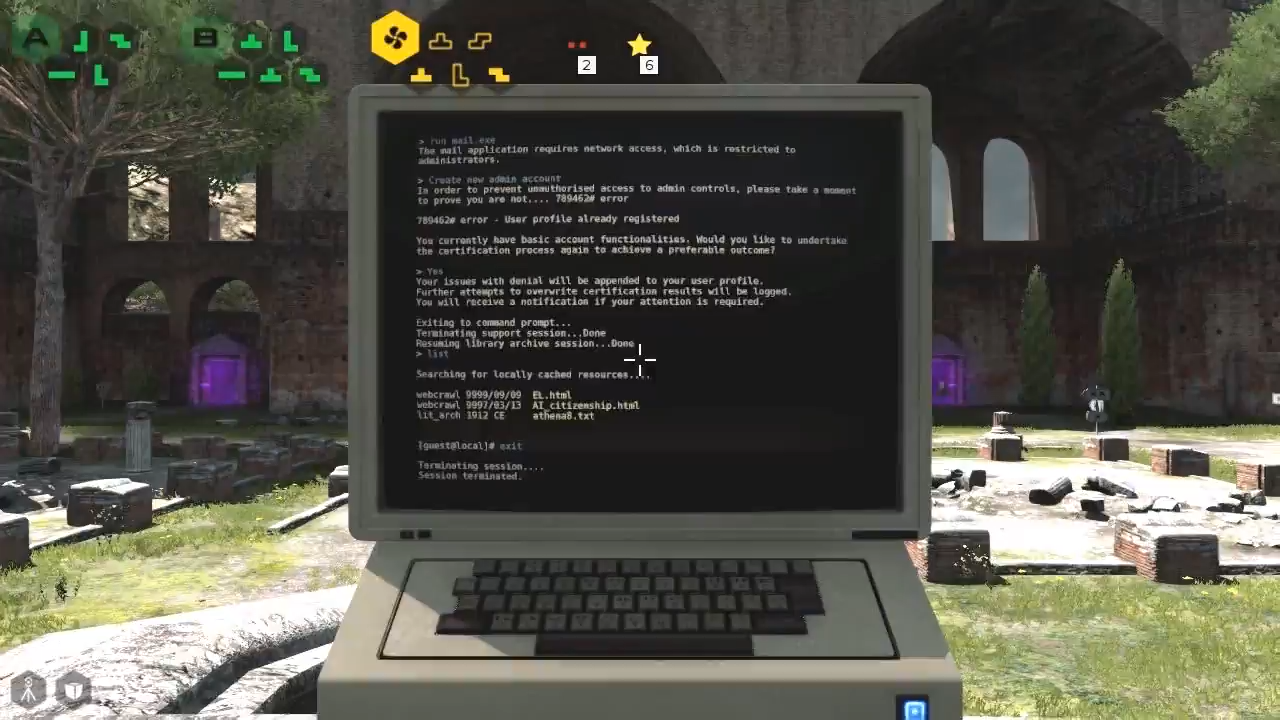 A
B
2
6
> run mail.exe
The mail application requires network access, which is restricted to
administrators.
> Create new admin account
In order to prevent unauthorised access to admin controls, please take a moment
to prove you are not.... 789462# error
789462# error - User profile already registered
You currently have basic account functionalities. Would you like to undertake
the certification process again to achieve a preferable outcome?
> Yes
Your issues with denial will be appended to your user profile.
Further attempts to overwrite certification results will be logged.
You will receive a notification if your attention is required.
Exiting to command prompt...
Terminating support session...Done
Resuming library archive session...Done
> list
Searching for locally cached resources....
webcrawl 9999/09/09 EL.html
webcrawl 9997/03/13 AI_citizenship.html
lit_arch 1912 CE athena8.txt
[guest@local]# exit
Terminating session....
Session terminated.